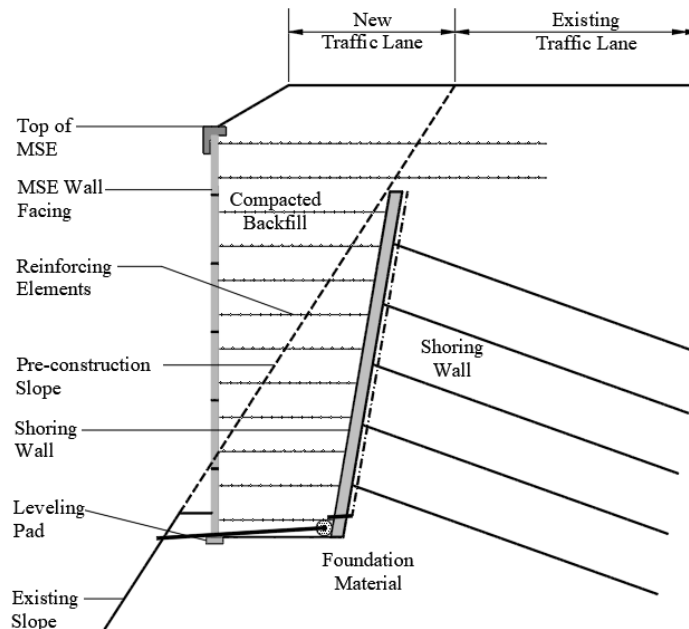 New
Traffic Lane
Existing
Traffic Lane
Top of
MSE
MSE Wall
Facing
Compacted
Backfill
Reinforcing
Elements
Pre-construction
Slope
Shoring
Wall
Shoring
Wall
Leveling
Pad
Foundation
Material
Existing
Slope